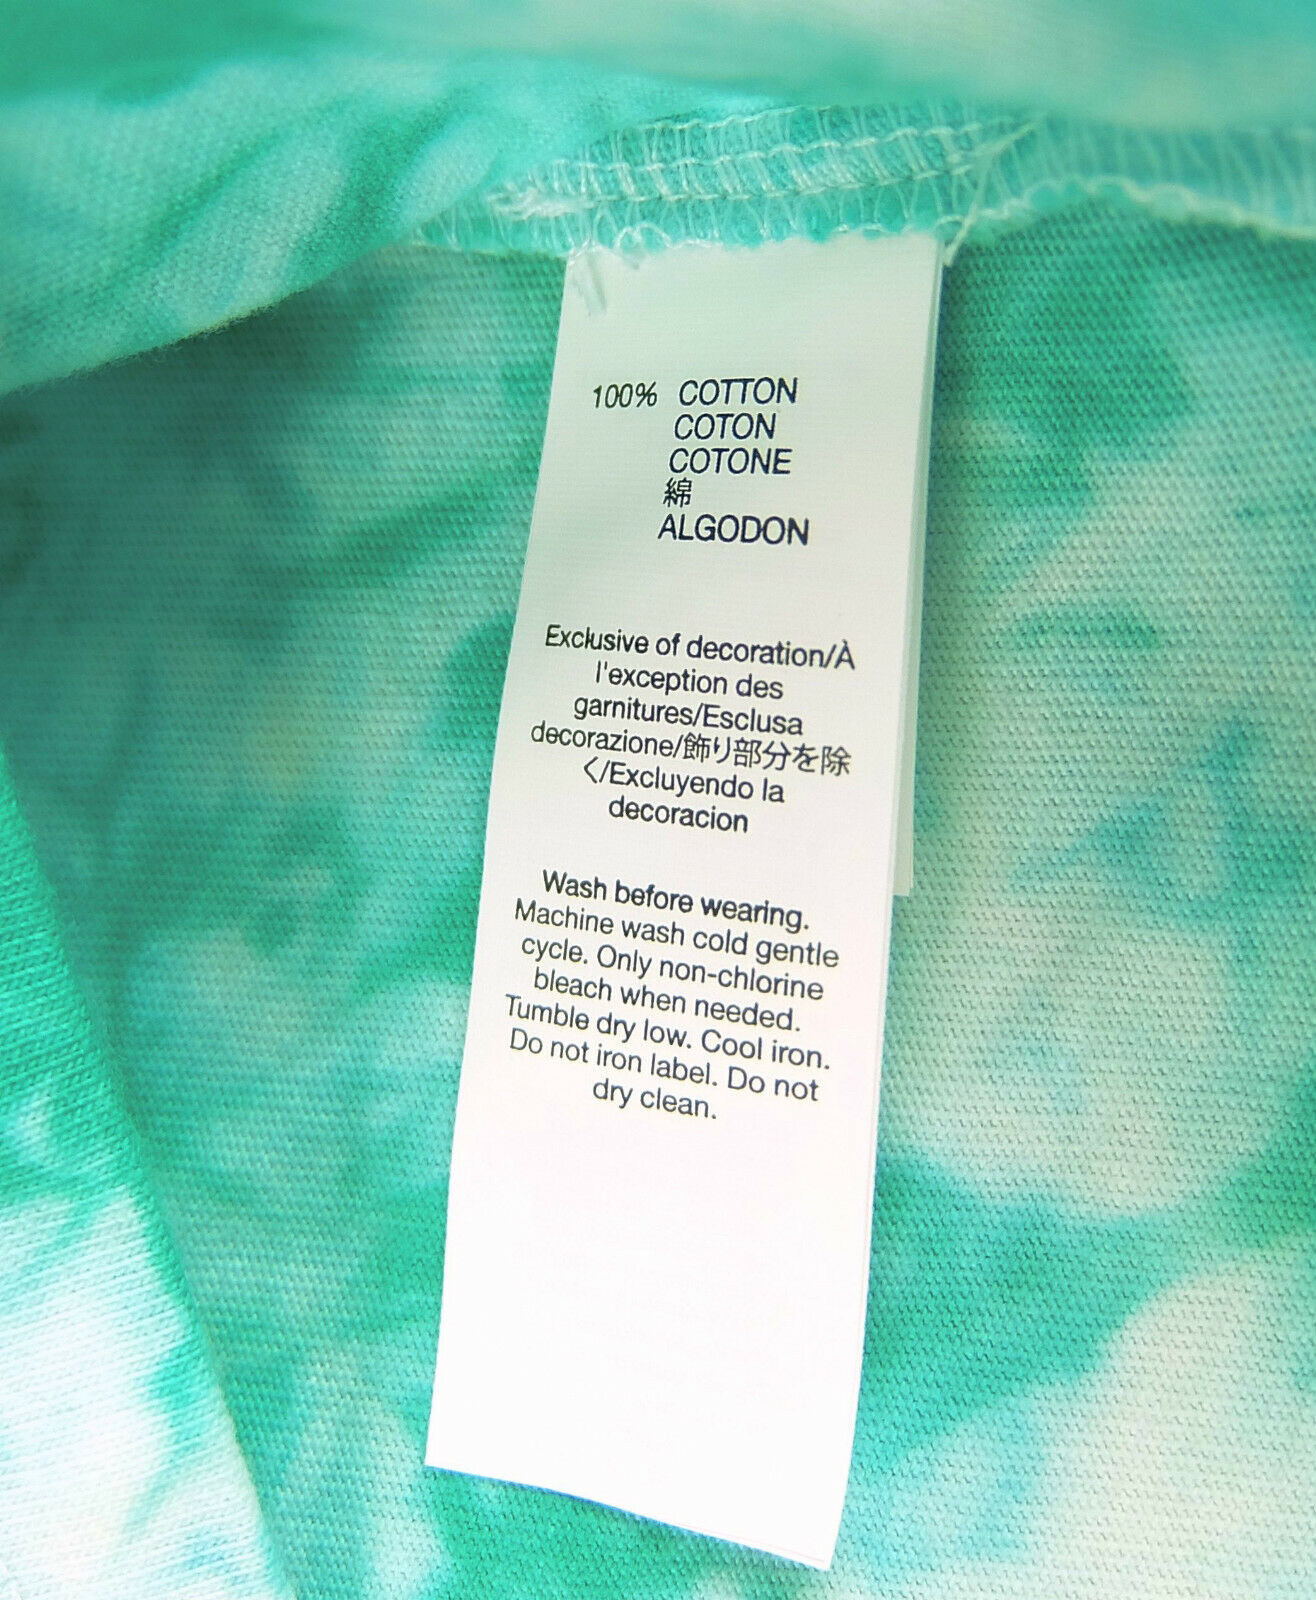 100% COTTON
COTON
COTONE
綿
ALGODON
Exclusive of decoration/À
l'exception des
garnitures/Esclusa
decorazione/飾り部分を除
く/Excluyendo la
decoracion
Wash before wearing.
Machine wash cold gentle
cycle. Only non-chlorine
bleach when needed.
Tumble dry low. Cool iron.
Do not iron label. Do not
dry clean.